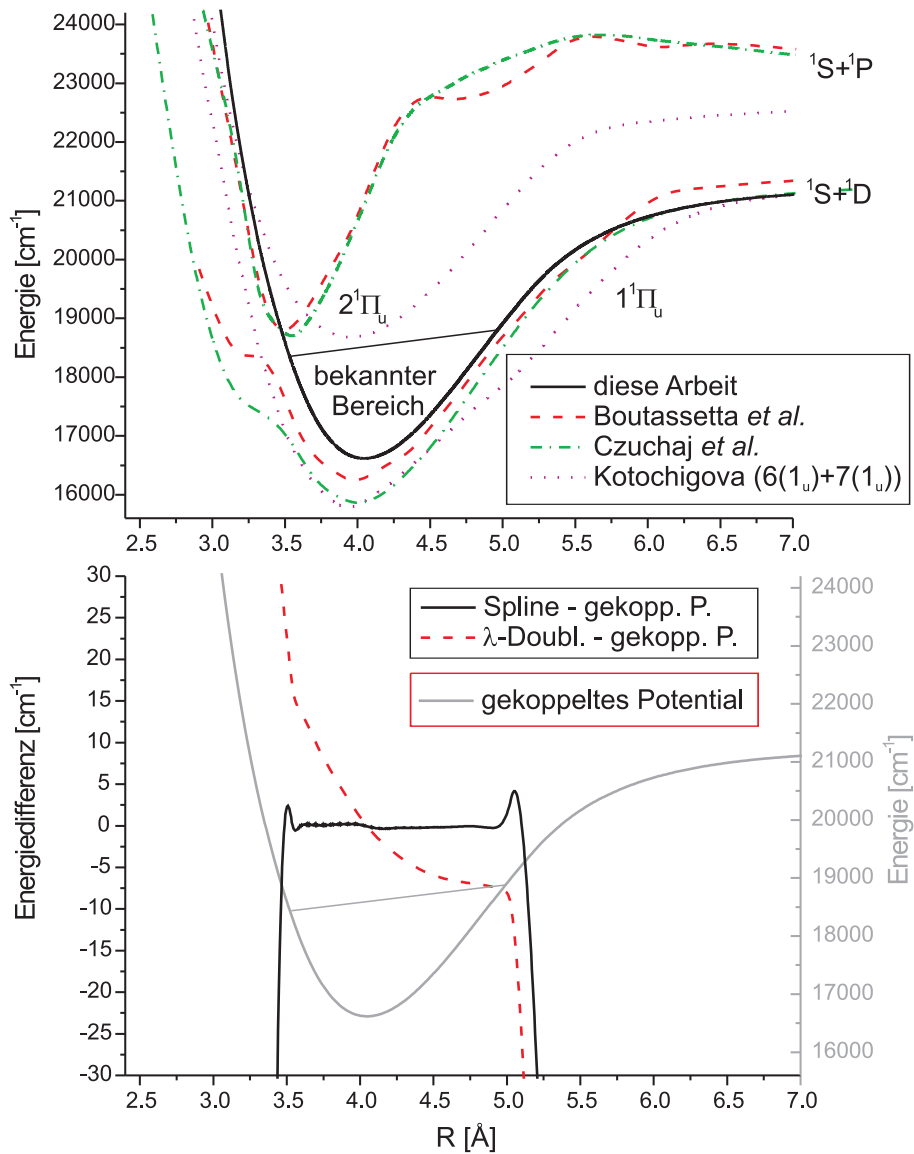 24000
23000
22000
21000
20000
19000
18000
17000
16000
Energie [cm⁻¹]
¹S+¹P
¹S+¹D
2¹Πᵤ
1¹Πᵤ
bekannter
Bereich
diese Arbeit
Boutassetta et al.
Czuchaj et al.
Kotochigova (6(1ᵤ)+7(1ᵤ))
2.5 3.0 3.5 4.0 4.5 5.0 5.5 6.0 6.5 7.0
30
25
20
15
10
5
0
-5
-10
-15
-20
-25
-30
Energiedifferenz [cm⁻¹]
Spline - gekopp. P.
λ-Doubl. - gekopp. P.
gekoppeltes Potential
24000
23000
22000
21000
20000
19000
18000
17000
16000
Energie [cm⁻¹]
2.5 3.0 3.5 4.0 4.5 5.0 5.5 6.0 6.5 7.0
R [Å]